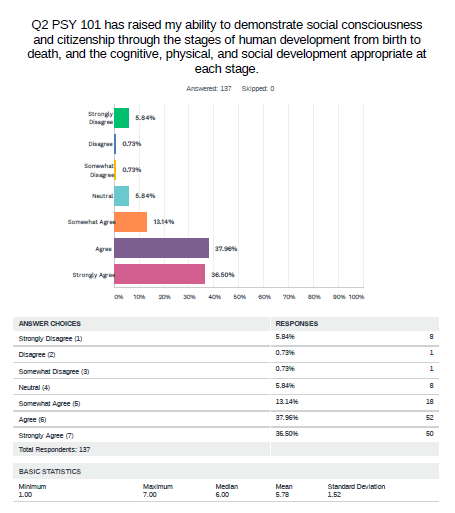 Q2 PSY 101 has raised my ability to demonstrate social consciousness
and citizenship through the stages of human development from birth to
death, and the cognitive, physical, and social development appropriate at
each stage.
Answered: 137 Skipped: 0
Strongly
Disagree
5.84%
Disagree
0.73%
Somewhat
Disagree
0.73%
Neutral
5.84%
Somewhat Agree
13.14%
Agree
37.96%
Strongly Agree
36.50%
0% 10% 20% 30% 40% 50% 60% 70% 80% 90% 100%
ANSWER CHOICES RESPONSES
Strongly Disagree (1) 5.84% 8
Disagree (2) 0.73% 1
Somewhat Disagree (3) 0.73% 1
Neutral (4) 5.84% 8
Somewhat Agree (5) 13.14% 18
Agree (6) 37.96% 52
Strongly Agree (7) 36.50% 50
Total Respondents: 137
BASIC STATISTICS
Minimum Maximum Median Mean Standard Deviation
1.00 7.00 6.00 5.78 1.52